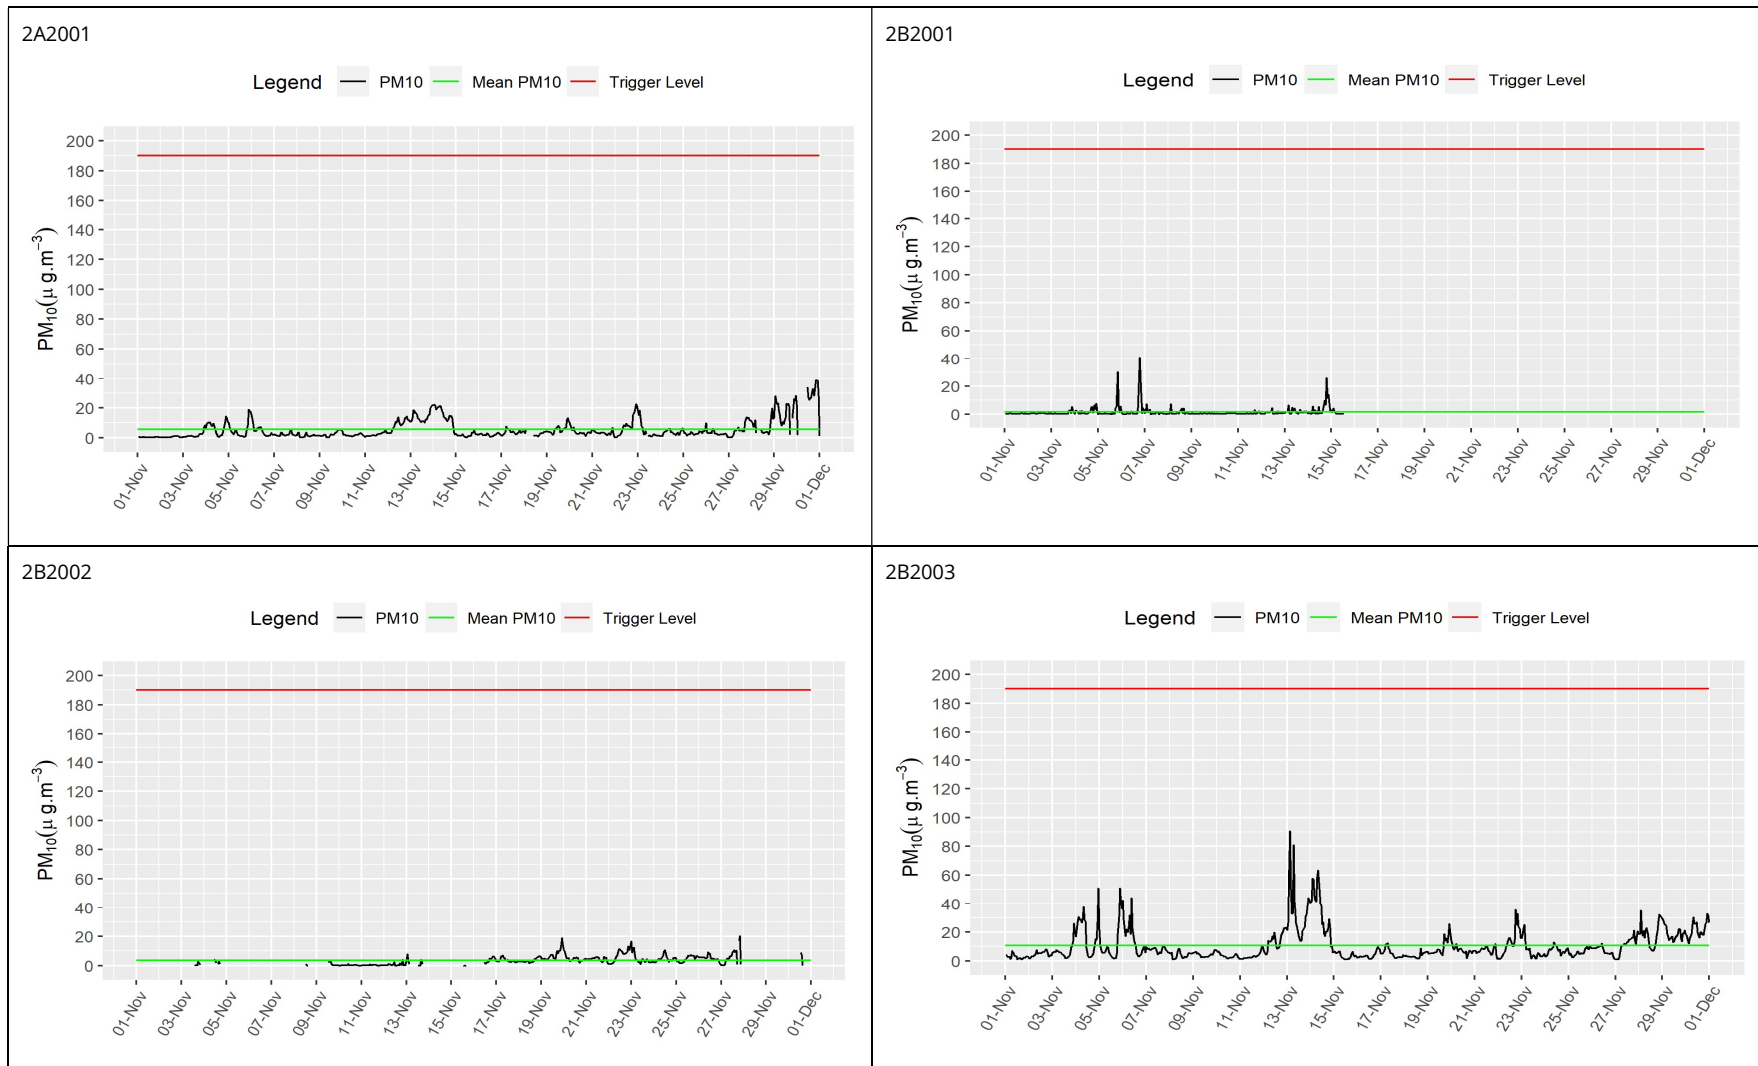 2A2001
Legend PM10 Mean PM10 Trigger Level
PM10(μ g.m−3)
200
180
160
140
120
100
80
60
40
20
0
01-Nov 03-Nov 05-Nov 07-Nov 09-Nov 11-Nov 13-Nov 15-Nov 17-Nov 19-Nov 21-Nov 23-Nov 25-Nov 27-Nov 29-Nov 01-Dec
2B2001
Legend PM10 Mean PM10 Trigger Level
PM10(μ g.m−3)
200
180
160
140
120
100
80
60
40
20
0
01-Nov 03-Nov 05-Nov 07-Nov 09-Nov 11-Nov 13-Nov 15-Nov 17-Nov 19-Nov 21-Nov 23-Nov 25-Nov 27-Nov 29-Nov 01-Dec
2B2002
Legend PM10 Mean PM10 Trigger Level
PM10(μ g.m−3)
200
180
160
140
120
100
80
60
40
20
0
01-Nov 03-Nov 05-Nov 07-Nov 09-Nov 11-Nov 13-Nov 15-Nov 17-Nov 19-Nov 21-Nov 23-Nov 25-Nov 27-Nov 29-Nov 01-Dec
2B2003
Legend PM10 Mean PM10 Trigger Level
PM10(μ g.m−3)
200
180
160
140
120
100
80
60
40
20
0
01-Nov 03-Nov 05-Nov 07-Nov 09-Nov 11-Nov 13-Nov 15-Nov 17-Nov 19-Nov 21-Nov 23-Nov 25-Nov 27-Nov 29-Nov 01-Dec